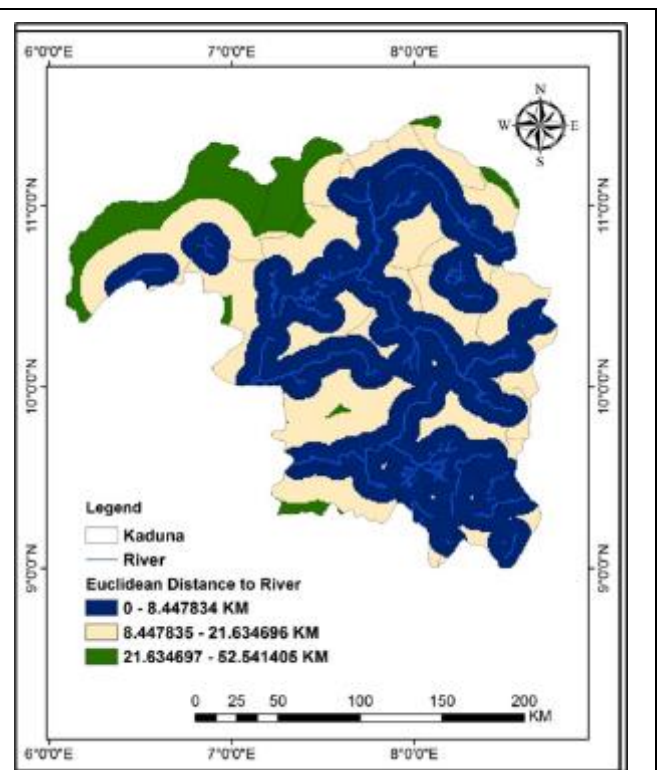 6°0'0"E 7°0'0"E 8°0'0"E
N
W E
S
11°0'0"N 11°0'0"N
10°0'0"N 10°0'0"N
9°0'0"N 9°0'0"N
Legend
Kaduna
River
Euclidean Distance to River
0 - 8.447834 KM
8.447835 - 21.634696 KM
21.634697 - 52.541405 KM
0 25 50 100 150 200
KM
6°0'0"E 7°0'0"E 8°0'0"E